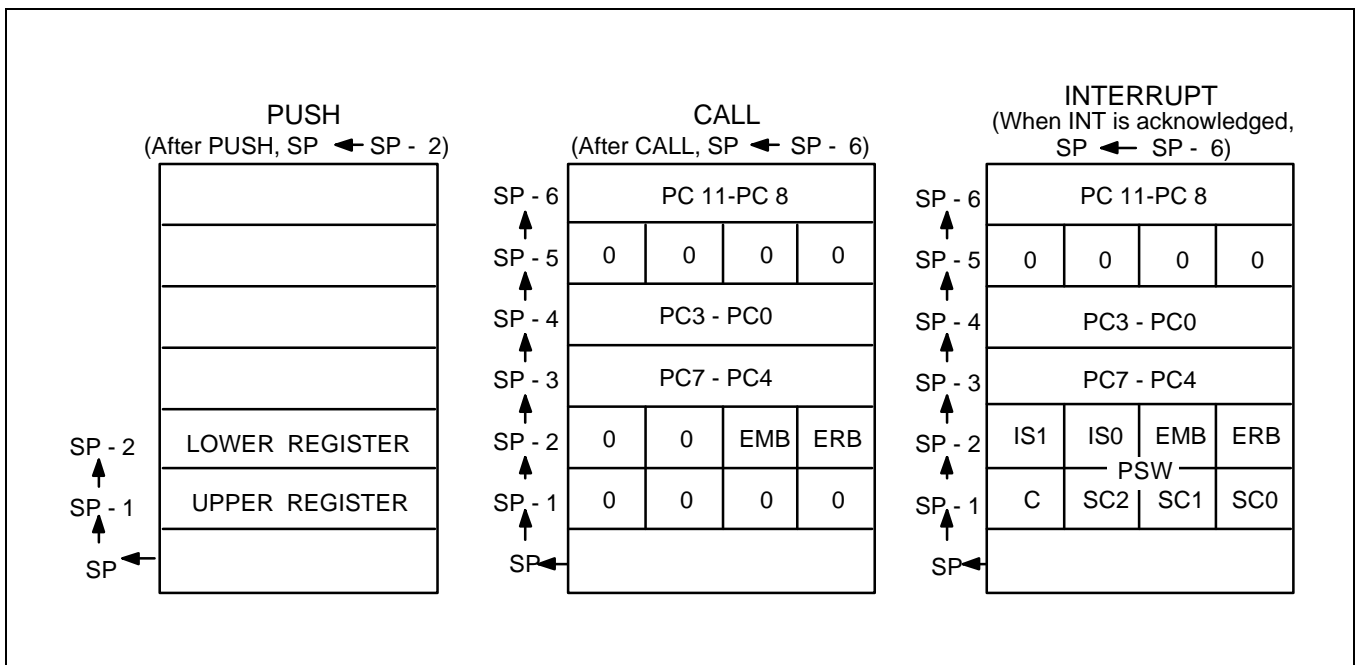 PUSH
(After PUSH, SP ← SP - 2)
SP - 2
LOWER REGISTER
SP - 1
UPPER REGISTER
SP
CALL
(After CALL, SP ← SP - 6)
SP - 6
PC 11-PC 8
SP - 5
0 0 0 0
SP - 4
PC3 - PC0
SP - 3
PC7 - PC4
SP - 2
0 0 EMB ERB
SP - 1
0 0 0 0
SP
INTERRUPT
(When INT is acknowledged,
SP ← SP - 6)
SP - 6
PC 11-PC 8
SP - 5
0 0 0 0
SP - 4
PC3 - PC0
SP - 3
PC7 - PC4
SP - 2
IS1 IS0 EMB ERB
PSW
SP - 1
C SC2 SC1 SC0
SP